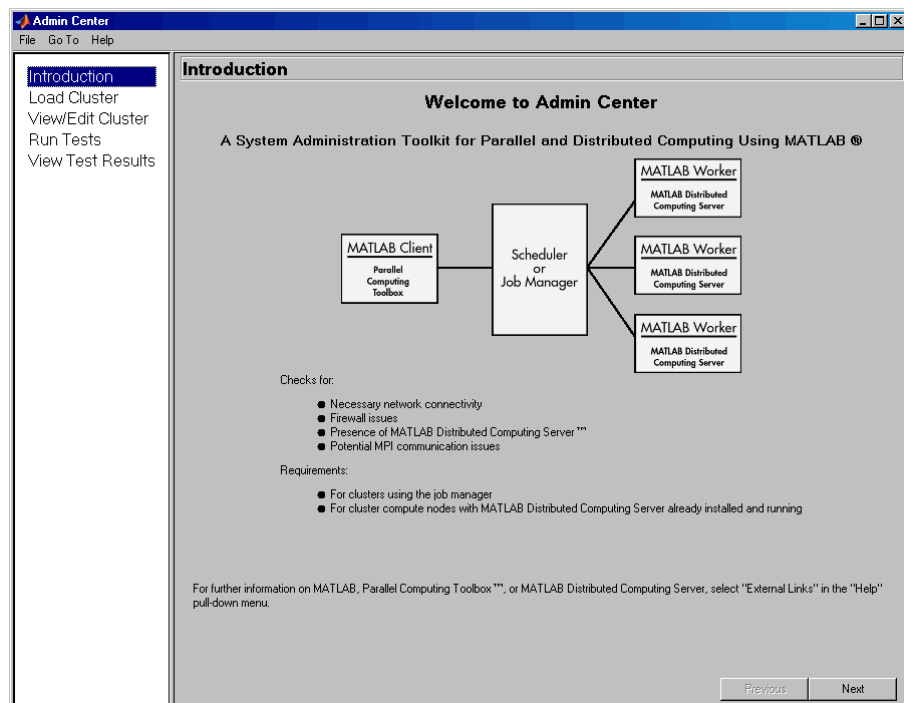 Admin Center
File Go To Help
Introduction
Load Cluster
View/Edit Cluster
Run Tests
View Test Results
Introduction
Welcome to Admin Center
A System Administration Toolkit for Parallel and Distributed Computing Using MATLAB ®
MATLAB Client
Parallel
Computing
Toolbox
Scheduler
or
Job Manager
MATLAB Worker
MATLAB Distributed
Computing Server
MATLAB Worker
MATLAB Distributed
Computing Server
MATLAB Worker
MATLAB Distributed
Computing Server
Checks for:
● Necessary network connectivity
● Firewall issues
● Presence of MATLAB Distributed Computing Server ™
● Potential MPI communication issues
Requirements:
● For clusters using the job manager
● For cluster compute nodes with MATLAB Distributed Computing Server already installed and running
For further information on MATLAB, Parallel Computing Toolbox ™, or MATLAB Distributed Computing Server, select "External Links" in the "Help"
pull-down menu.
Previous Next